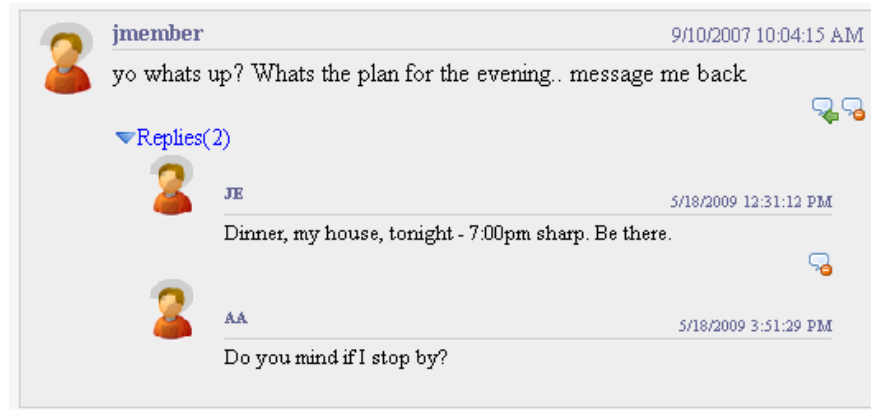 jmember 9/10/2007 10:04:15 AM
yo whats up? Whats the plan for the evening.. message me back
Replies(2)
JE 5/18/2009 12:31:12 PM
Dinner, my house, tonight - 7:00pm sharp. Be there.
AA 5/18/2009 3:51:29 PM
Do you mind if I stop by?